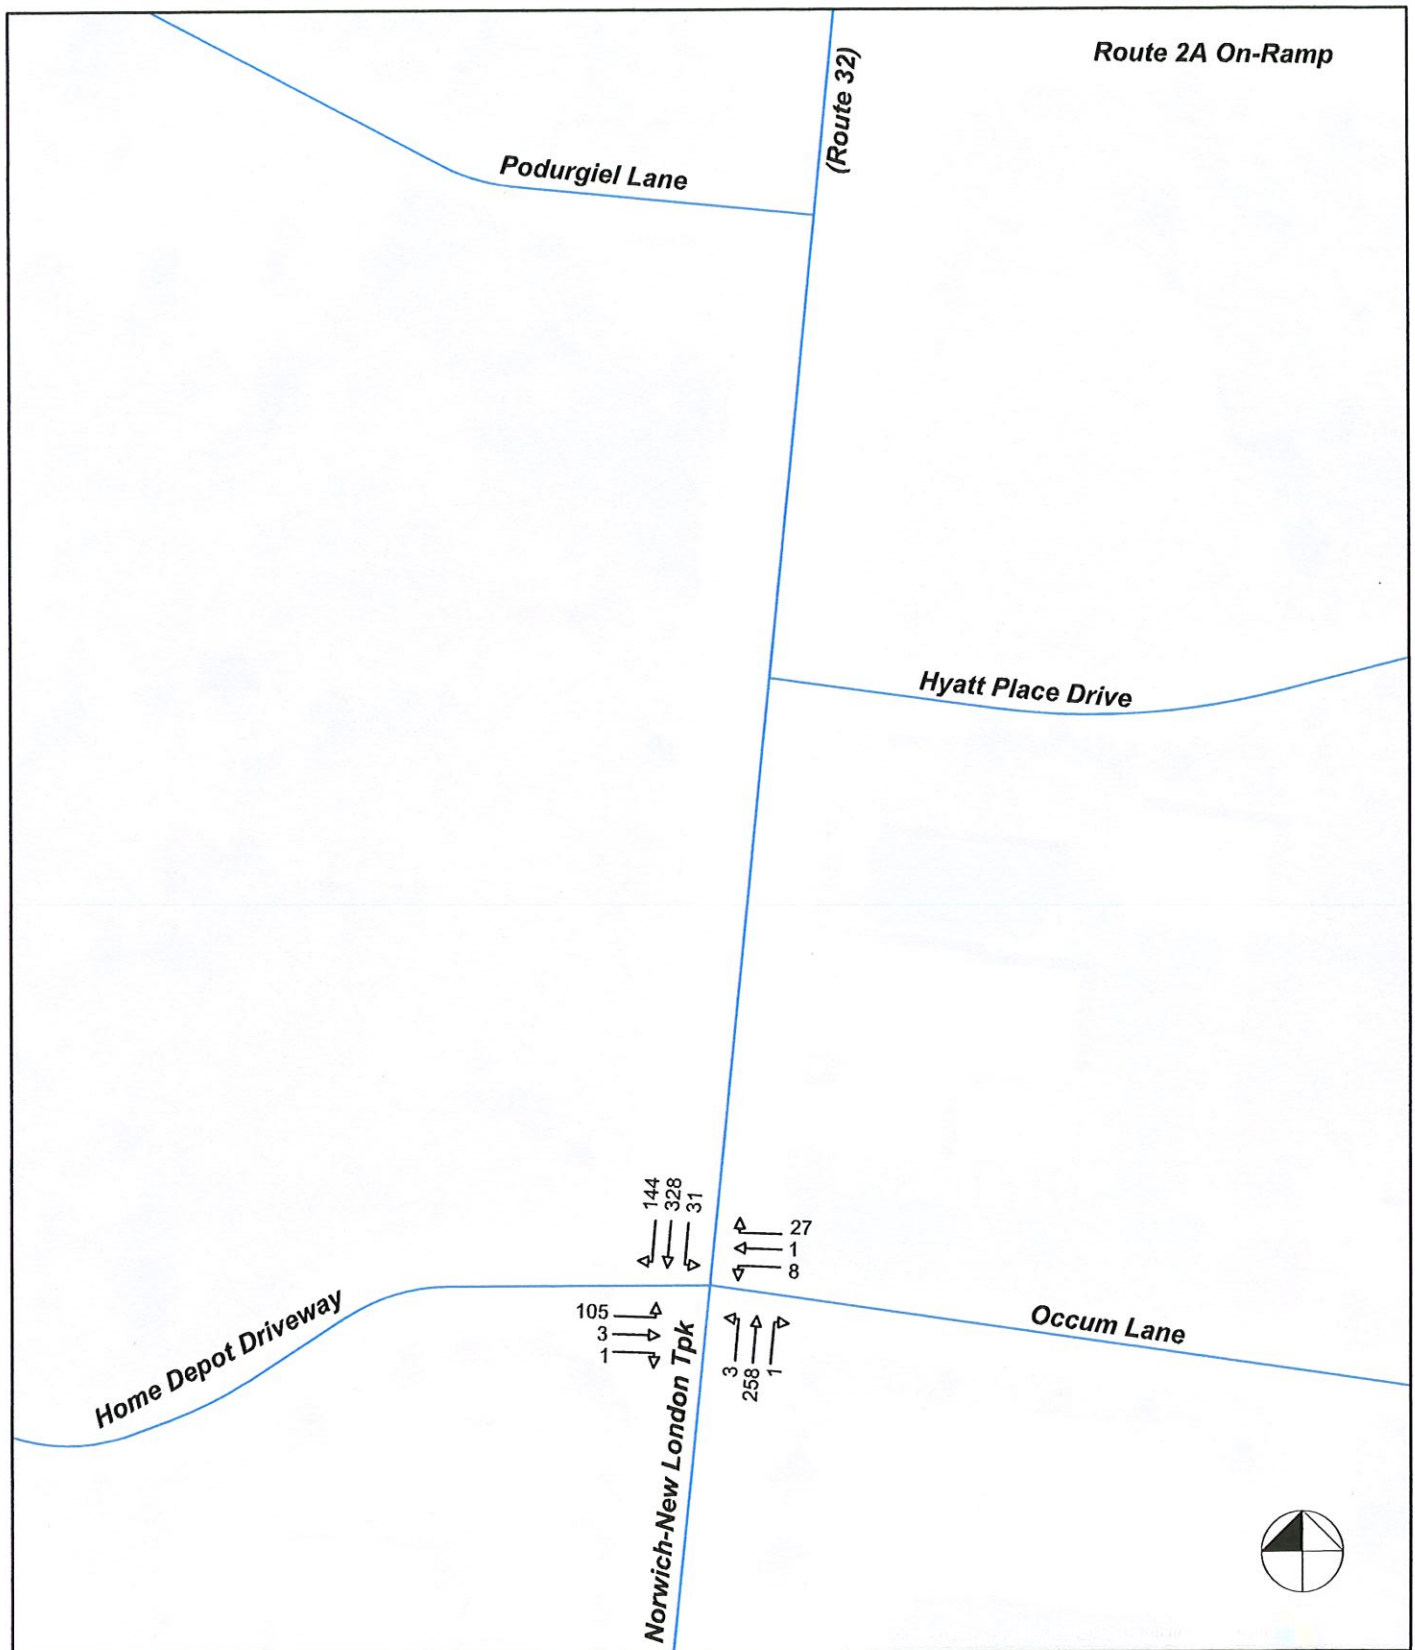 Route 2A On-Ramp
(Route 32)
Podurgiel Lane
Hyatt Place Drive
144
328
31
27
1
8
Home Depot Driveway
105
3
1
Norwich-New London Tpk
3
258
1
Occum Lane